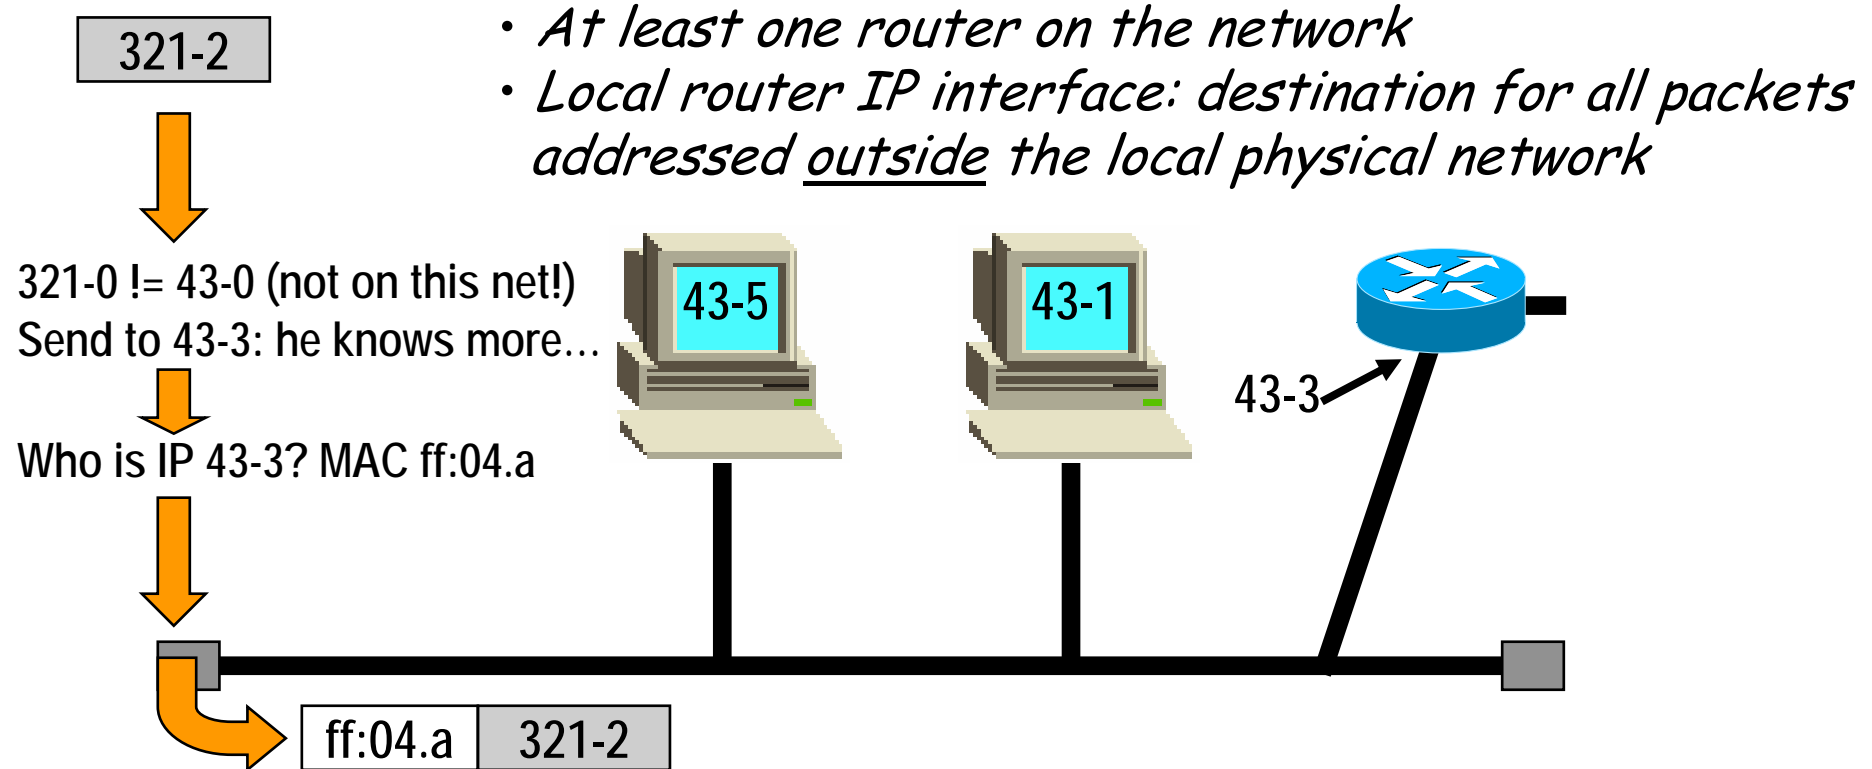 321-2
• At least one router on the network
• Local router IP interface: destination for all packets
addressed outside the local physical network
321-0 != 43-0 (not on this net!)
Send to 43-3: he knows more...
Who is IP 43-3? MAC ff:04.a
43-5
43-1
43-3
ff:04.a
321-2